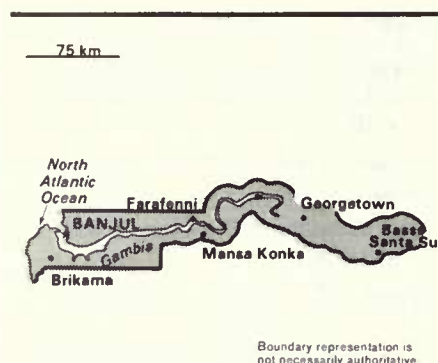 75 km
North
Atlantic
Ocean
Farafenni
Georgetown
BANJUL
Basse
Santa Su
Gambia
Mansa Konka
Brikama
Boundary representation is
not necessarily authoritative